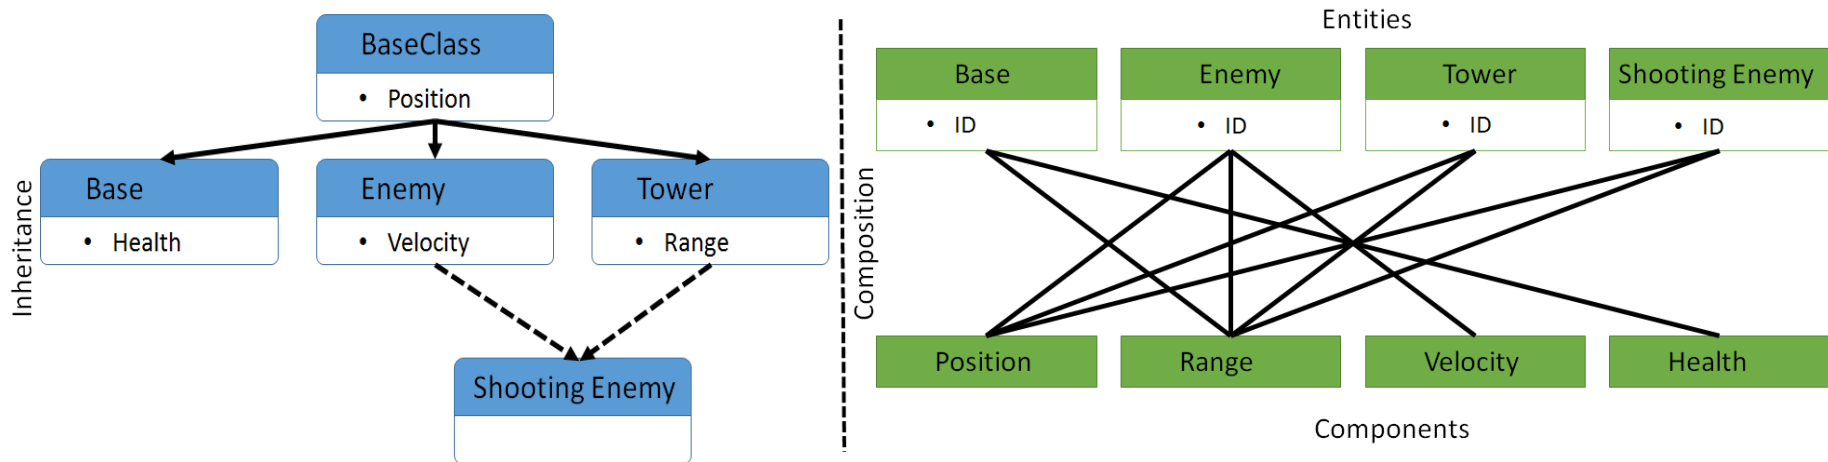 BaseClass
• Position
Inheritance
Base
• Health
Enemy
• Velocity
Tower
• Range
Shooting Enemy
Composition
Entities
Base
• ID
Enemy
• ID
Tower
• ID
Shooting Enemy
• ID
Position
Range
Velocity
Health
Components